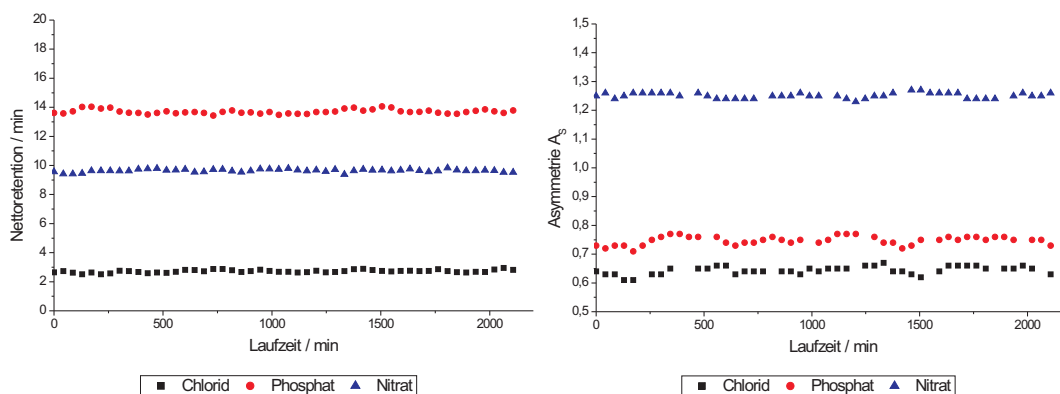 Nettoretention / min
20
18
16
14
12
10
8
6
4
2
0
0 500 1000 1500 2000
Laufzeit / min
Chlorid Phosphat Nitrat
Asymmetrie As
1,5
1,4
1,3
1,2
1,1
1,0
0,9
0,8
0,7
0,6
0,5
0 500 1000 1500 2000
Laufzeit / min
Chlorid Phosphat Nitrat